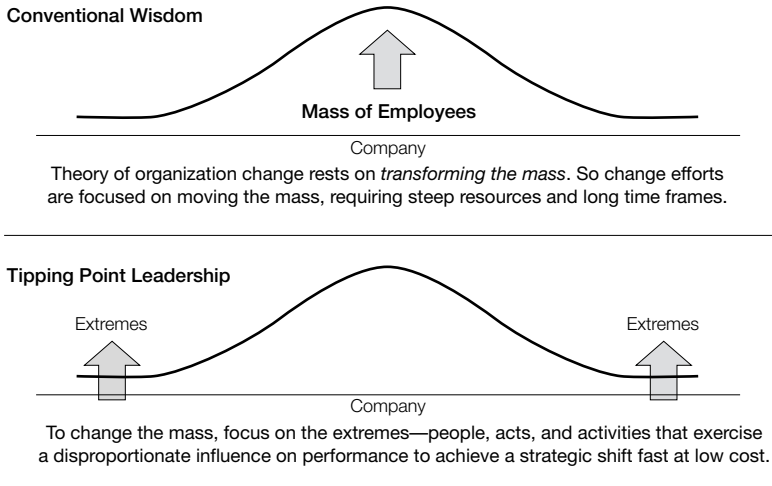 Conventional Wisdom
Mass of Employees
Company
Theory of organization change rests on transforming the mass. So change efforts
are focused on moving the mass, requiring steep resources and long time frames.
Tipping Point Leadership
Extremes
Extremes
Company
To change the mass, focus on the extremes—people, acts, and activities that exercise
a disproportionate influence on performance to achieve a strategic shift fast at low cost.